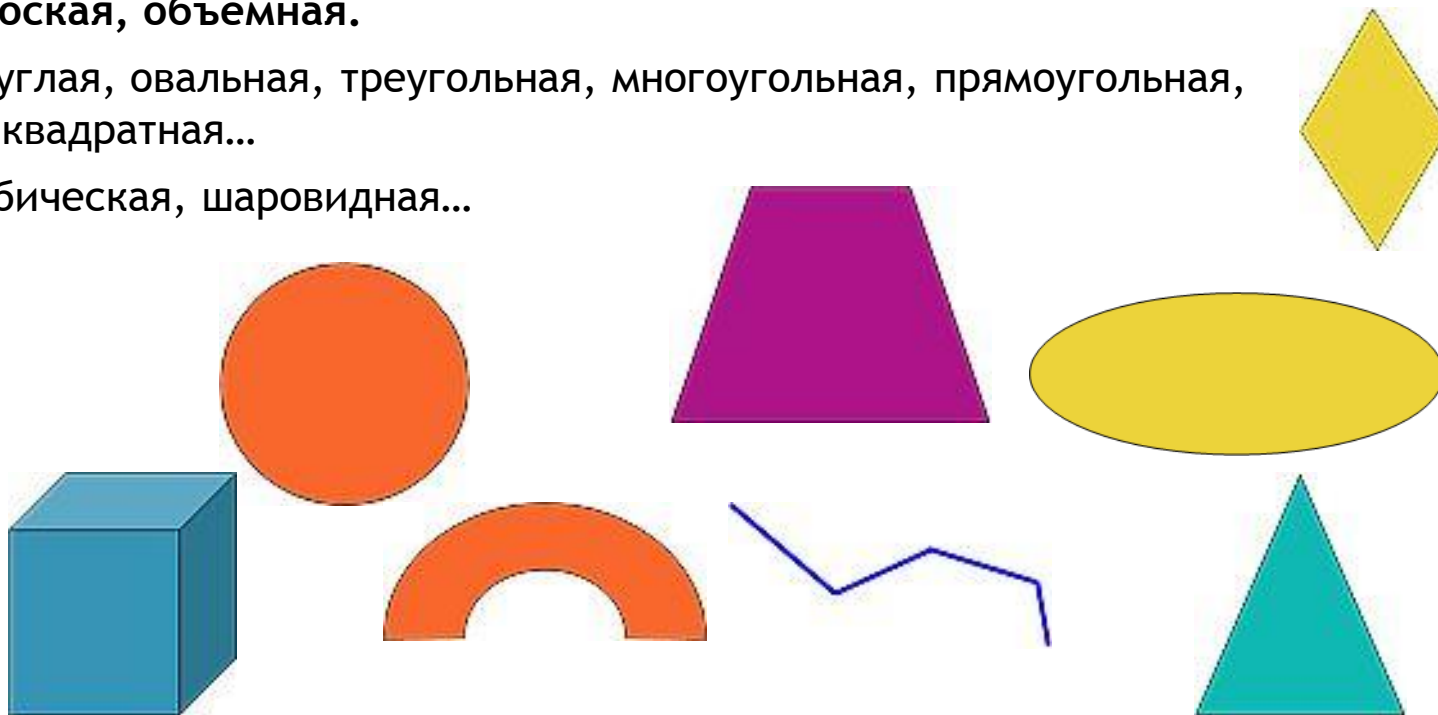 оская, объемная.
углая, овальная, треугольная, многоугольная, прямоугольная,
квадратная…
бическая, шаровидная…